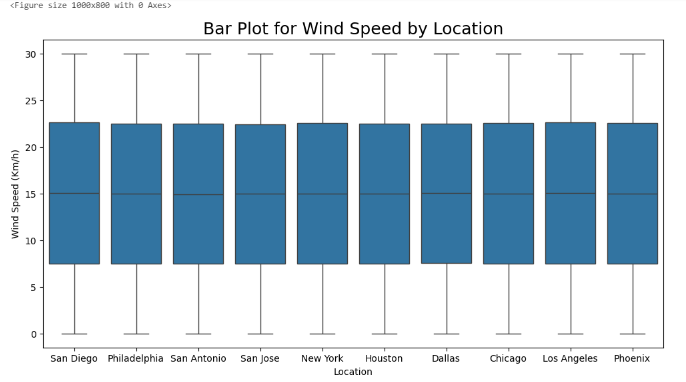 <Figure size 1000x800 with 0 Axes>
Bar Plot for Wind Speed by Location
30
25
20
15
10
5
0
Wind Speed (Km/h)
San Diego Philadelphia San Antonio San Jose New York Houston Dallas Chicago Los Angeles Phoenix
Location